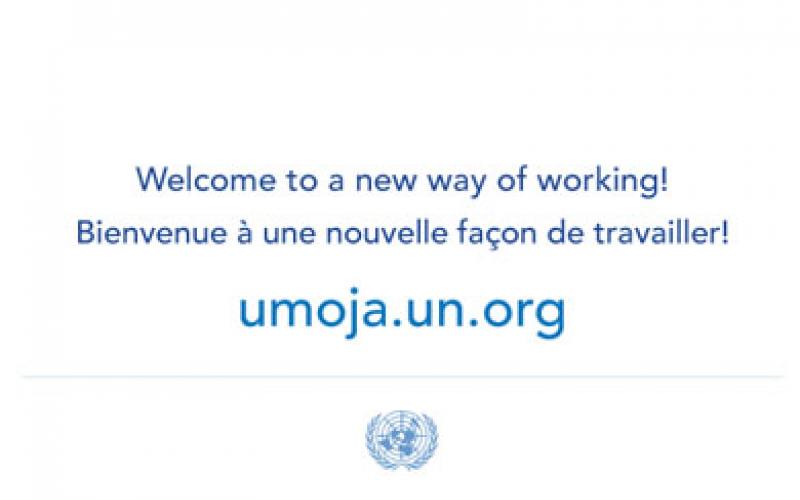 Welcome to a new way of working!
Bienvenue à une nouvelle façon de travailler!
umoja.un.org